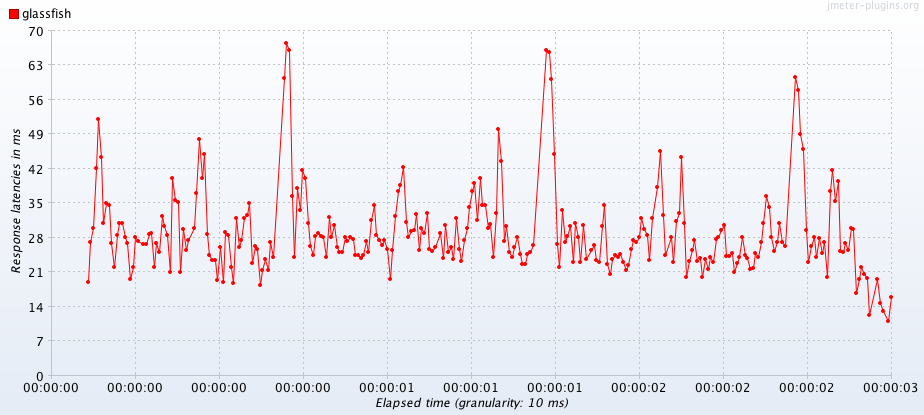 jmeter-plugins.org
glassfish
70
63
56
49
42
35
28
21
14
7
0
Response latencies in ms
00:00:00 00:00:00 00:00:00 00:00:00 00:00:01 00:00:01 00:00:01 00:00:02 00:00:02 00:00:02 00:00:03
Elapsed time (granularity: 10 ms)